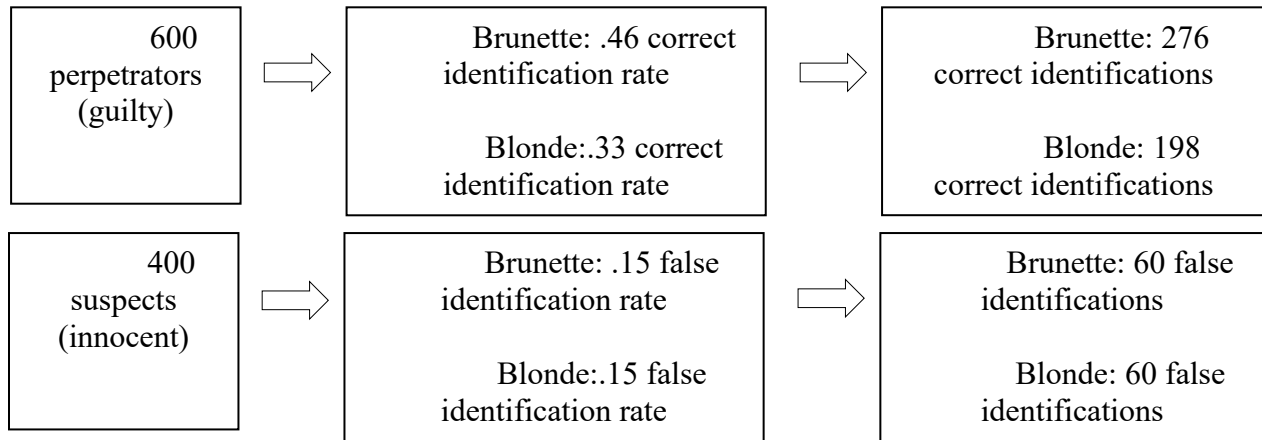 600
perpetrators
(guilty)
Brunette: .46 correct
identification rate
Blonde:.33 correct
identification rate
Brunette: 276
correct identifications
Blonde: 198
correct identifications
400
suspects
(innocent)
Brunette: .15 false
identification rate
Blonde:.15 false
identification rate
Brunette: 60 false
identifications
Blonde: 60 false
identifications